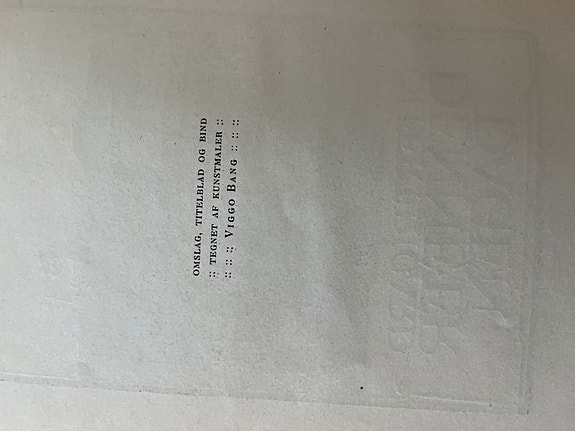 OMSLAG, TITELBLAD OG BIND
:: TEGNET AF KUNSTMALER ::
:: :: :: VIGGO BANG :: :: ::